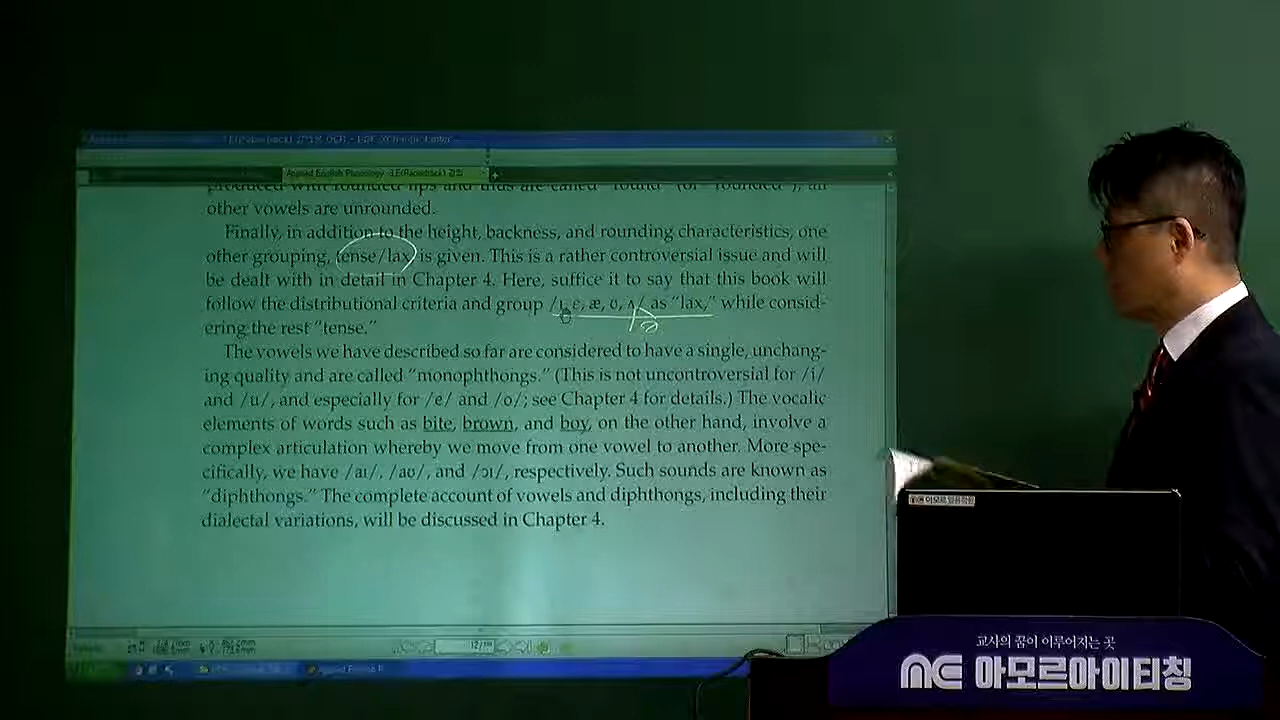 Applied English Phonology
produced with rounded lips and thus are called "round" (or "rounded"); all
other vowels are unrounded.
Finally, in addition to the height, backness, and rounding characteristics, one
other grouping, tense/lax, is given. This is a rather controversial issue and will
be dealt with in detail in Chapter 4. Here, suffice it to say that this book will
follow the distributional criteria and group /ɪ, ɛ, æ, ʊ, ʌ/ as "lax," while consid-
ering the rest "tense."
The vowels we have described so far are considered to have a single, unchang-
ing quality and are called "monophthongs." (This is not uncontroversial for /i/
and /u/, and especially for /e/ and /o/; see Chapter 4 for details.) The vocalic
elements of words such as bite, brown, and boy, on the other hand, involve a
complex articulation whereby we move from one vowel to another. More spe-
cifically, we have /aɪ/, /aʊ/, and /ɔɪ/, respectively. Such sounds are known as
"diphthongs." The complete account of vowels and diphthongs, including their
dialectal variations, will be discussed in Chapter 4.
교사의 꿈이 이루어지는 곳
아모르아이티칭